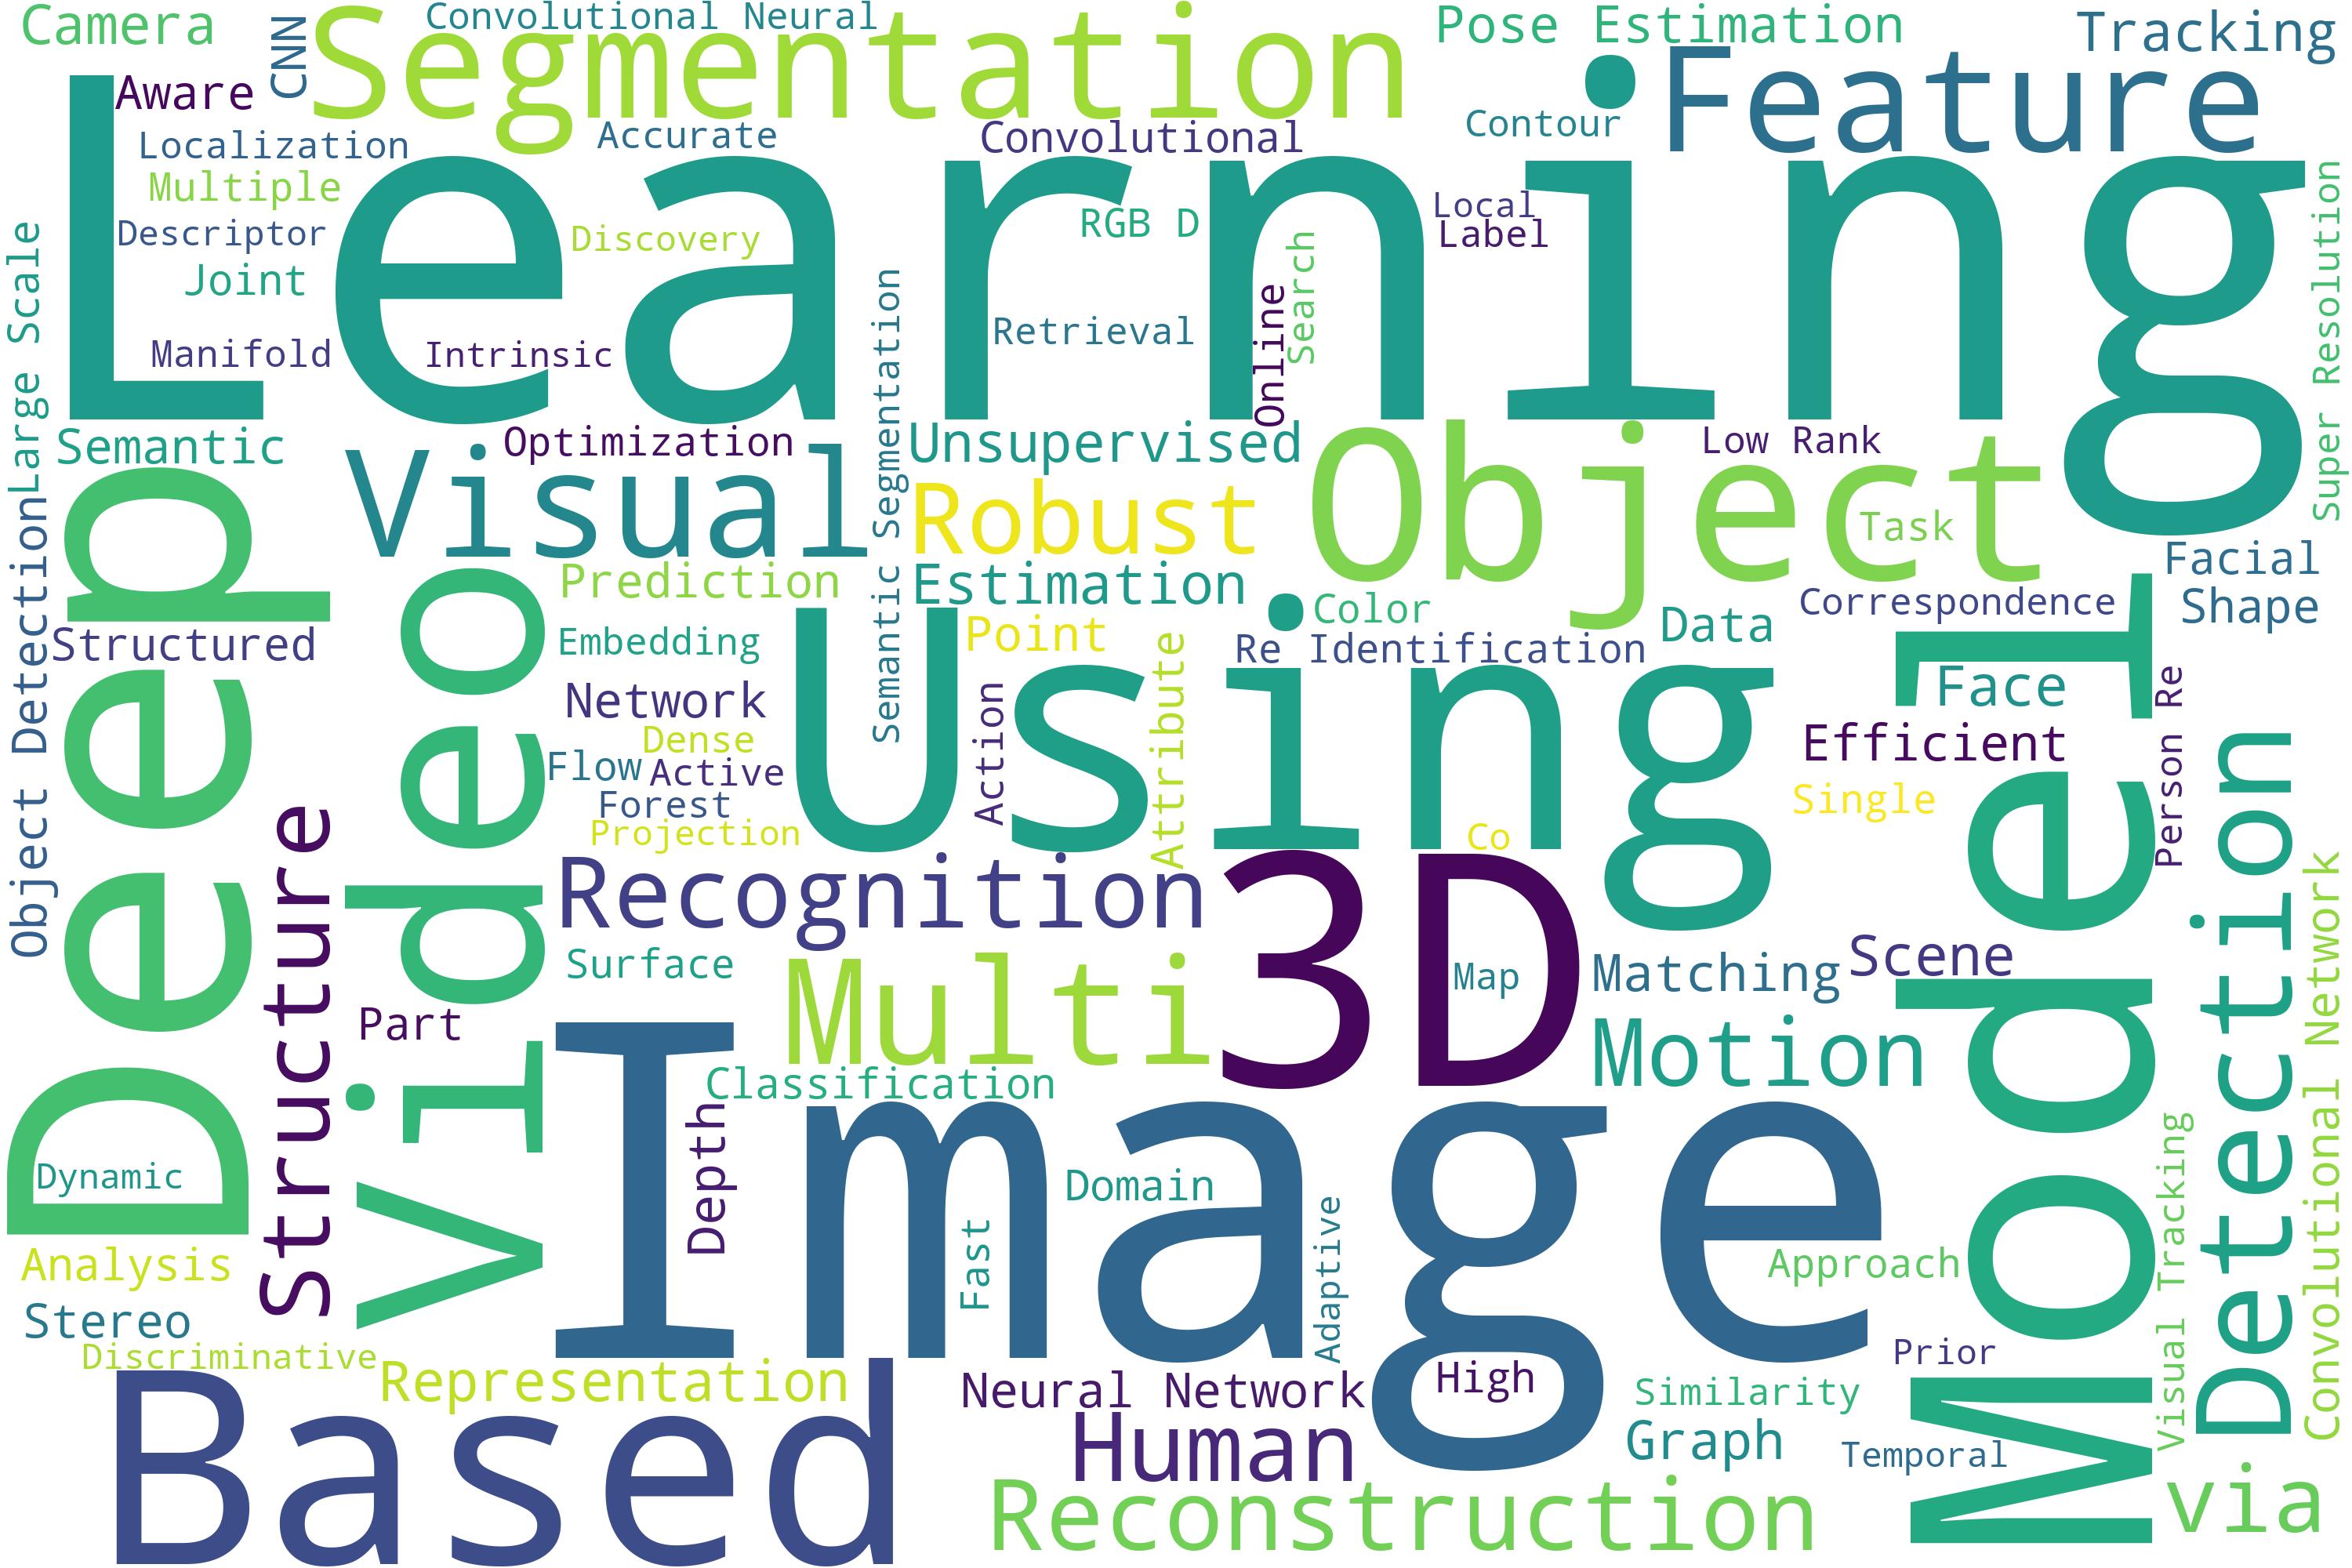 Camera
CNN
Convolutional Neural
Segmentation
Pose Estimation
Tracking
Aware
Feature
Localization
Accurate
Convolutional
Contour
Multiple
Learning
Descriptor
Discovery
RGB D
Local
Label
Joint
Search
Super Resolution
Large Scale
Manifold
Intrinsic
Retrieval
Online
Semantic Segmentation
Semantic
Optimization
Unsupervised
Low Rank
Visual
Robust
Object
Task
Deep
Video
Prediction
Estimation
Facial
Object Detection
Structured
Embedding
Point
Color
Data
Correspondence
Shape
Re Identification
Network
Using
Face
Person Re
Dense
Action
Attribute
Efficient
Flow
Active
Forest
Single
Projection
Co
Structure
Recognition
3D
Model
Detection
Convolutional Network
Surface
Multi
Map
Matching
Scene
Part
Motion
Classification
Depth
Image
Domain
Dynamic
Fast
Adaptive
Visual Tracking
Analysis
Approach
Stereo
Discriminative
Prior
Based
Representation
Neural Network
High
Similarity
Human
Graph
Temporal
Reconstruction
via